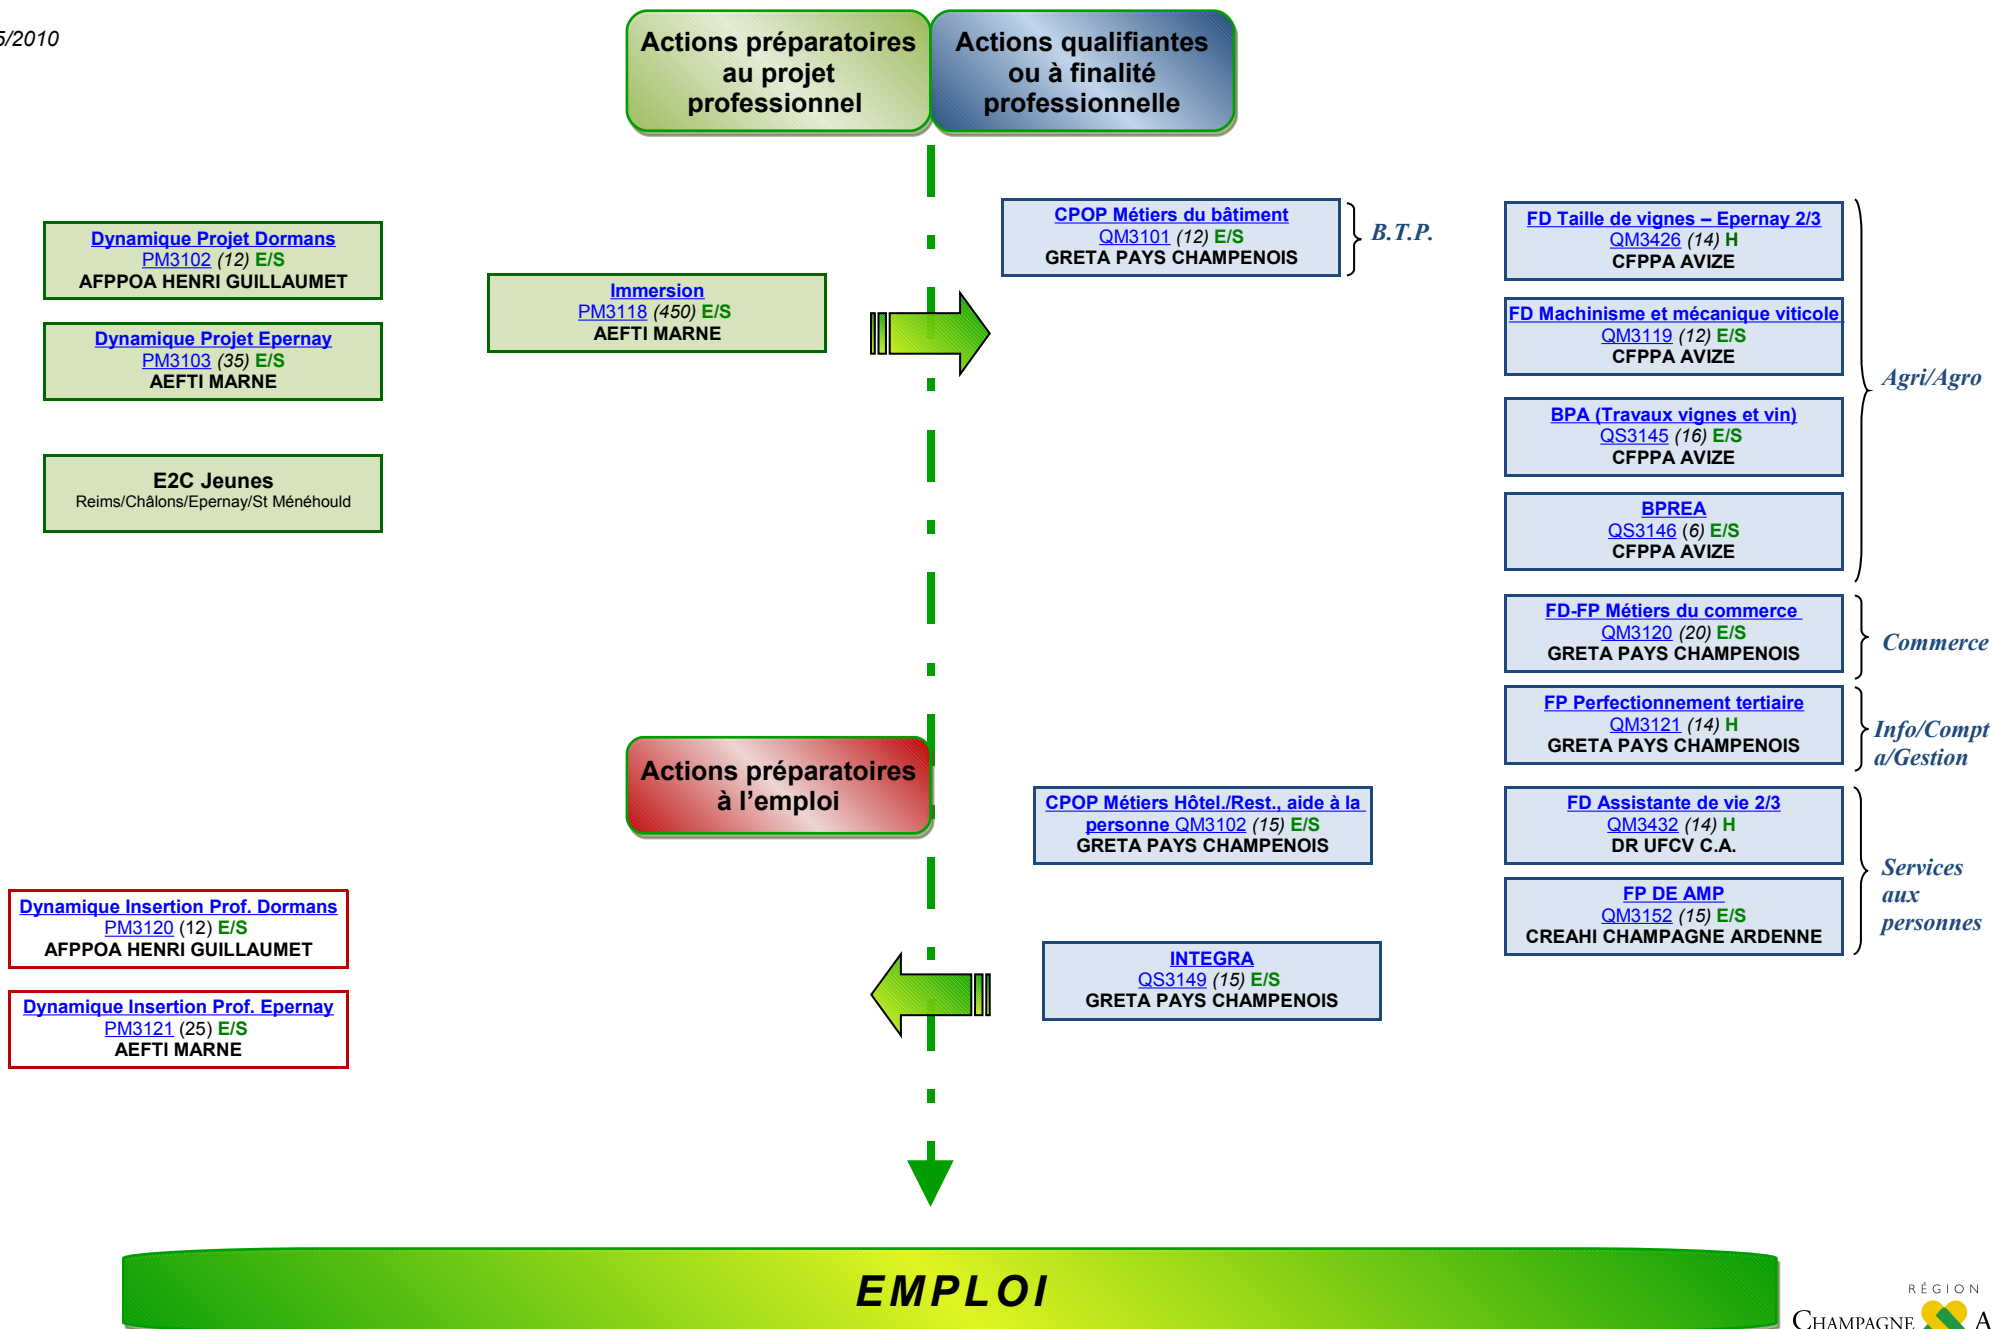 5/2010
Actions préparatoires
au projet
professionnel
Actions qualifiantes
ou à finalité
professionnelle
Dynamique Projet Dormans
PM3102 (12) E/S
AFPPOA HENRI GUILLAUMET
Dynamique Projet Epernay
PM3103 (35) E/S
AEFTI MARNE
E2C Jeunes
Reims/Châlons/Epernay/St Ménéhould
Immersion
PM3118 (450) E/S
AEFTI MARNE
CPOP Métiers du bâtiment
QM3101 (12) E/S
GRETA PAYS CHAMPENOIS
B.T.P.
FD Taille de vignes – Epernay 2/3
QM3426 (14) H
CFPPA AVIZE
FD Machinisme et mécanique viticole
QM3119 (12) E/S
CFPPA AVIZE
BPA (Travaux vignes et vin)
QS3145 (16) E/S
CFPPA AVIZE
BPREA
QS3146 (6) E/S
CFPPA AVIZE
Agri/Agro
FD-FP Métiers du commerce
QM3120 (20) E/S
GRETA PAYS CHAMPENOIS
Commerce
FP Perfectionnement tertiaire
QM3121 (14) H
GRETA PAYS CHAMPENOIS
Info/Compt
a/Gestion
Actions préparatoires
à l’emploi
CPOP Métiers Hôtel./Rest., aide à la
personne QM3102 (15) E/S
GRETA PAYS CHAMPENOIS
FD Assistante de vie 2/3
QM3432 (14) H
DR UFCV C.A.
FP DE AMP
QM3152 (15) E/S
CREAHI CHAMPAGNE ARDENNE
Services
aux
personnes
Dynamique Insertion Prof. Dormans
PM3120 (12) E/S
AFPPOA HENRI GUILLAUMET
Dynamique Insertion Prof. Epernay
PM3121 (25) E/S
AEFTI MARNE
INTEGRA
QS3149 (15) E/S
GRETA PAYS CHAMPENOIS
EMPLOI
RÉGION
CHAMPAGNE A